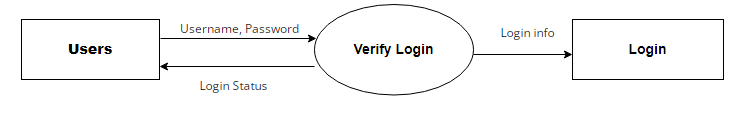 Username, Password
Users
Verify Login
Login info
Login
Login Status